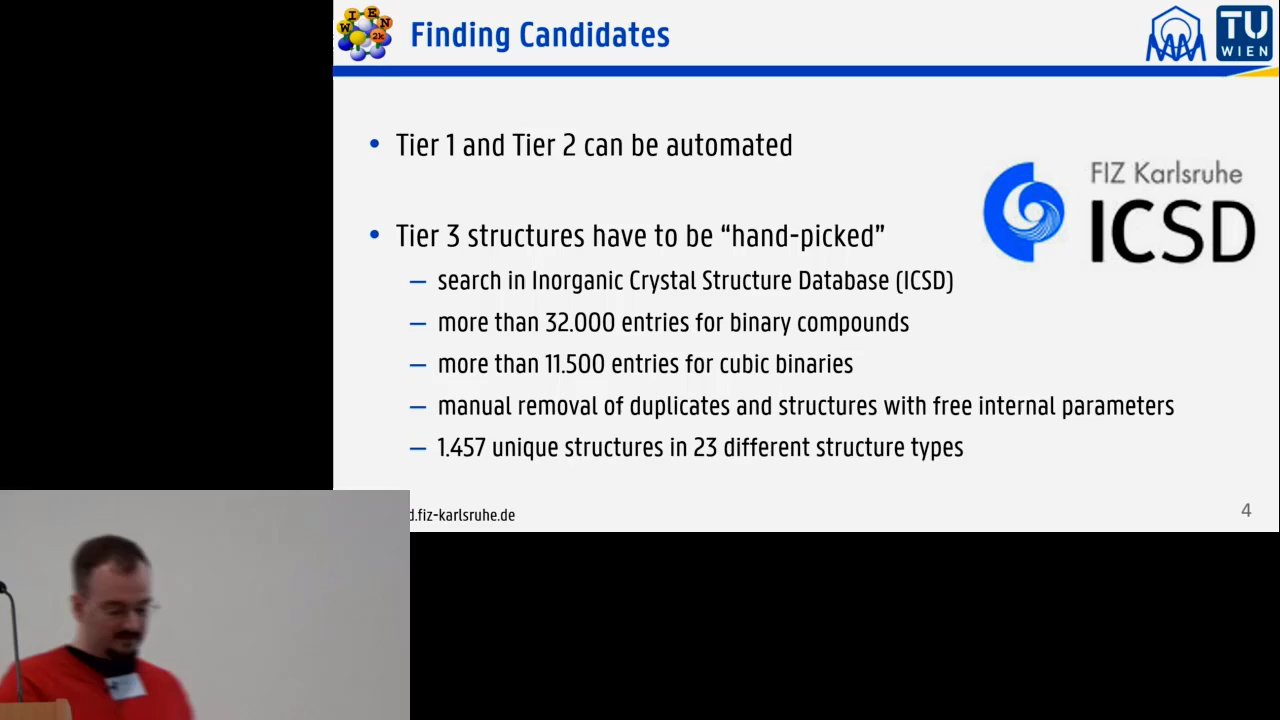 WIEN
2k
Finding Candidates
TU
WIEN
• Tier 1 and Tier 2 can be automated
FIZ Karlsruhe
ICSD
• Tier 3 structures have to be “hand-picked”
– search in Inorganic Crystal Structure Database (ICSD)
– more than 32.000 entries for binary compounds
– more than 11.500 entries for cubic binaries
– manual removal of duplicates and structures with free internal parameters
– 1.457 unique structures in 23 different structure types
d.fiz-karlsruhe.de
4